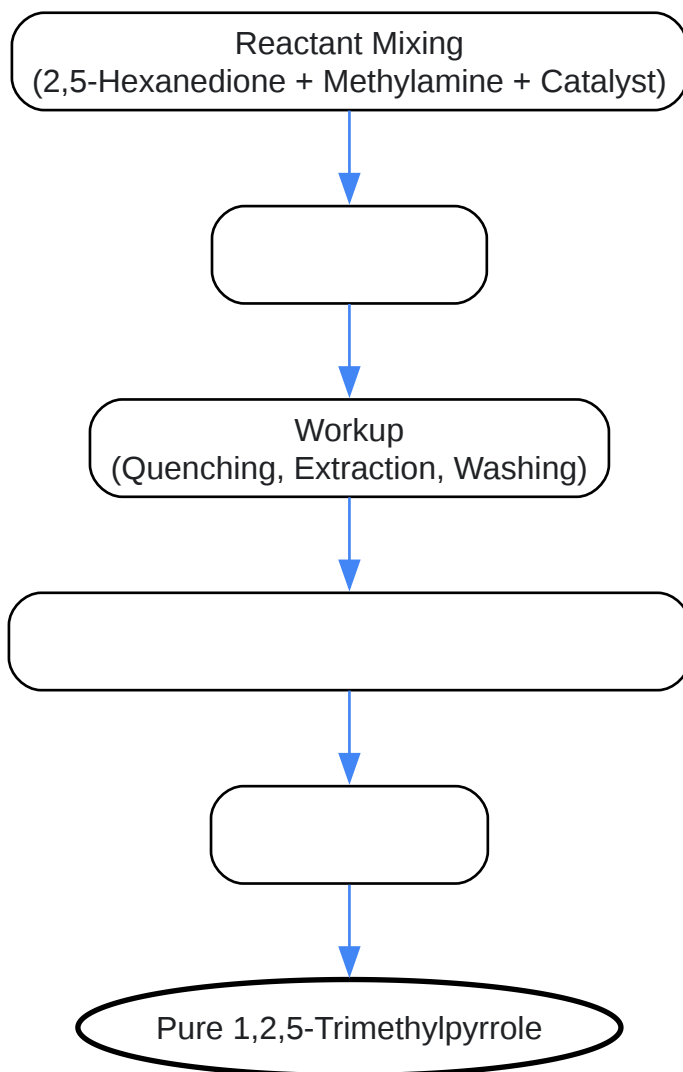 Reactant Mixing
(2,5-Hexanedione + Methylamine + Catalyst)
Workup
(Quenching, Extraction, Washing)
Pure 1,2,5-Trimethylpyrrole